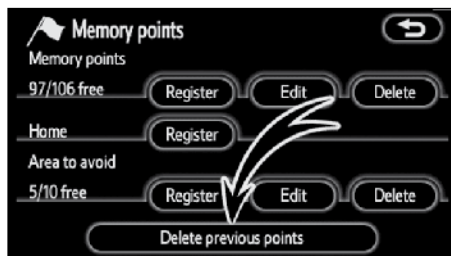 Memory points
Memory points
97/106 free Register Edit Delete
Home Register
Area to avoid
5/10 free Register Edit Delete
Delete previous points